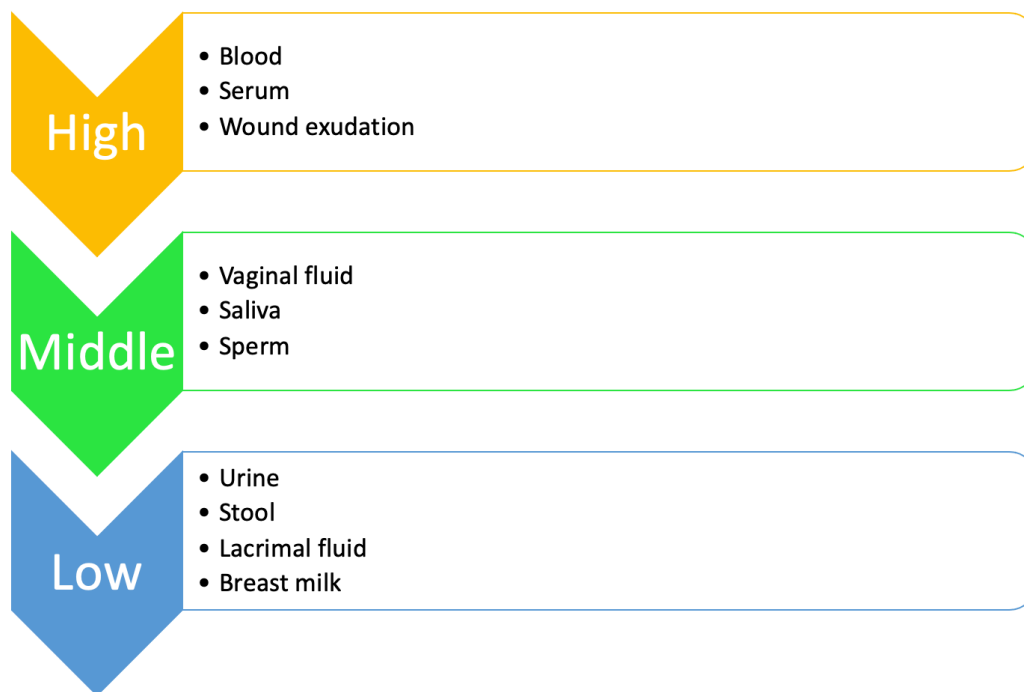 High
• Blood
• Serum
• Wound exudation
Middle
• Vaginal fluid
• Saliva
• Sperm
Low
• Urine
• Stool
• Lacrimal fluid
• Breast milk